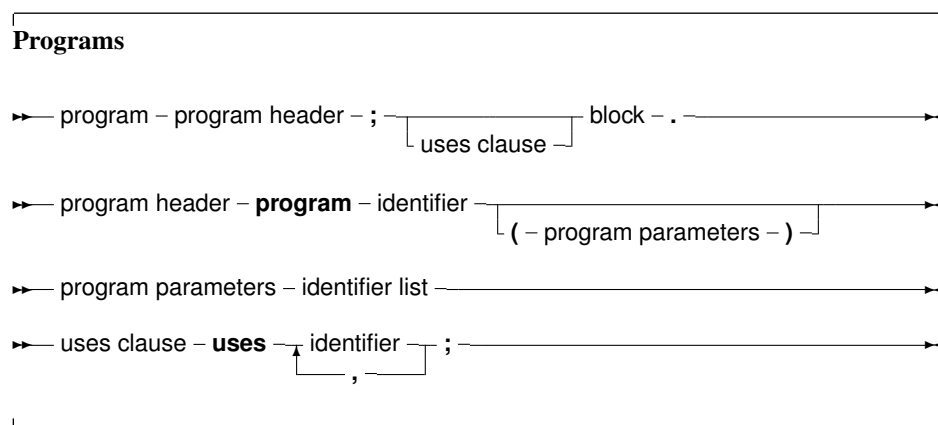 Programs
program – program header – ; – block – .
uses clause
program header – program – identifier
( – program parameters – )
program parameters – identifier list
uses clause – uses – identifier – ;
,